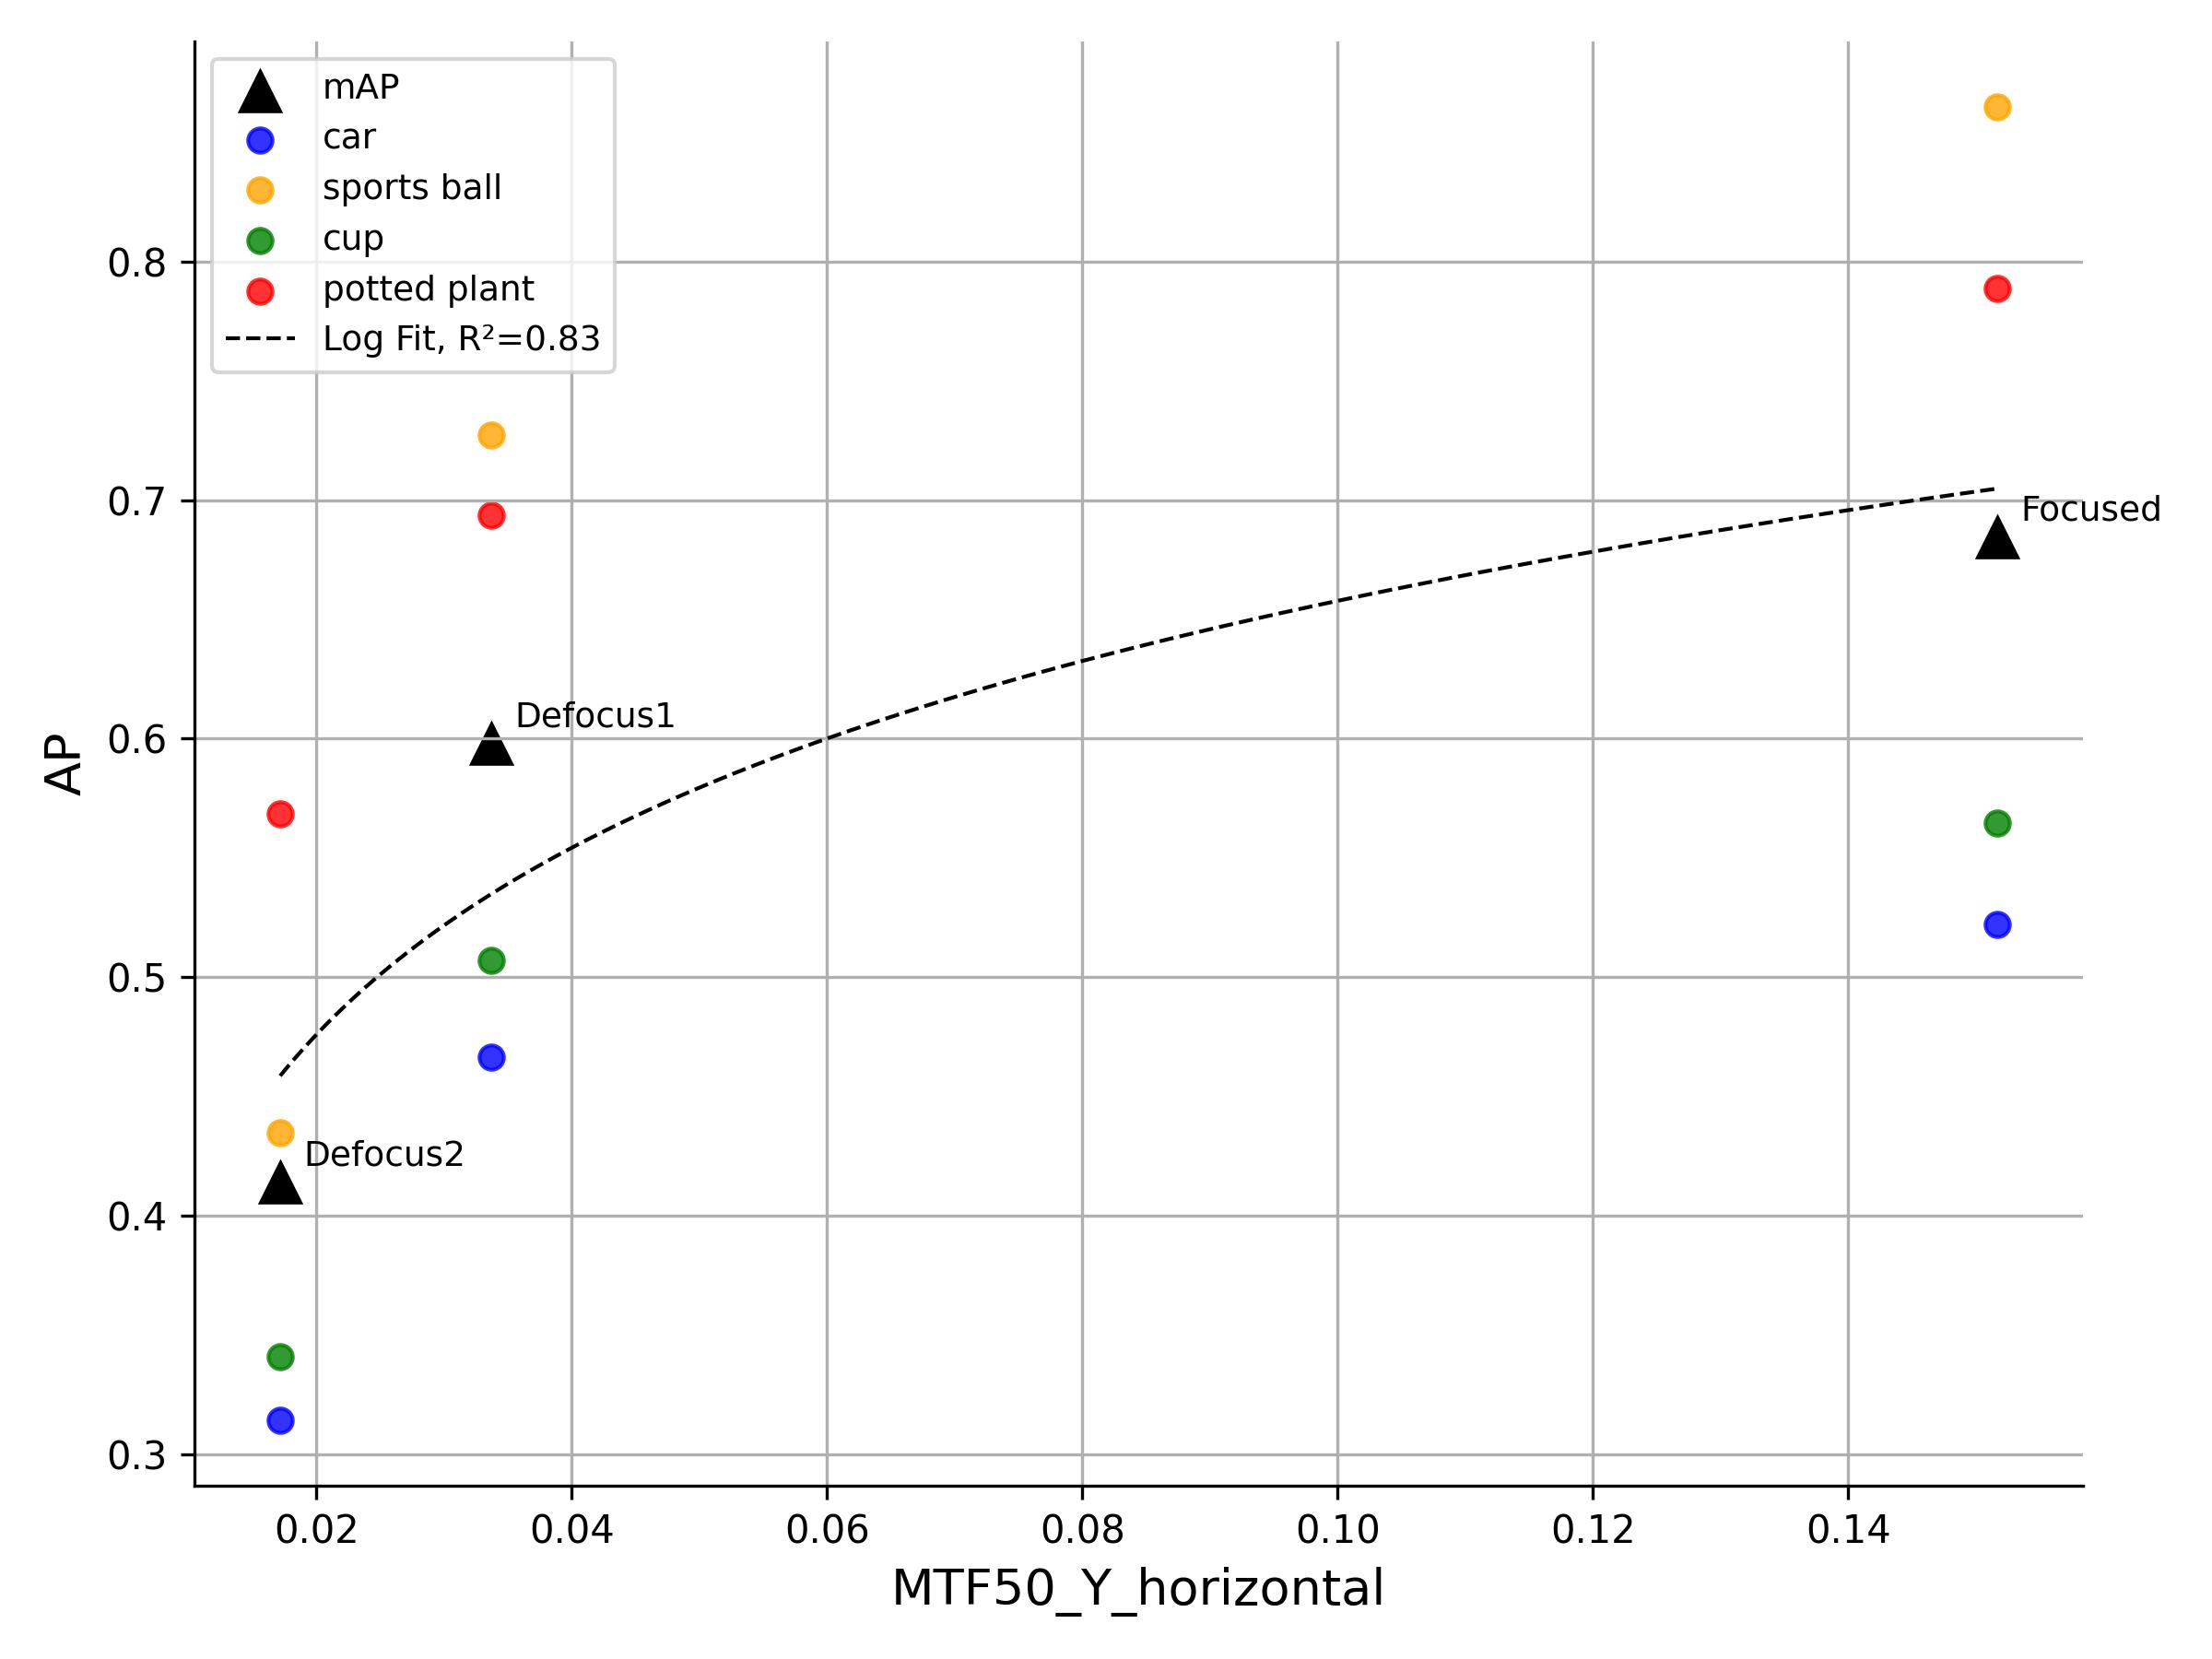 mAP
car
sports ball
cup
potted plant
Log Fit, R²=0.83
0.8
0.7
0.6
0.5
0.4
0.3
AP
Focused
Defocus1
Defocus2
0.02 0.04 0.06 0.08 0.10 0.12 0.14
MTF50_Y_horizontal